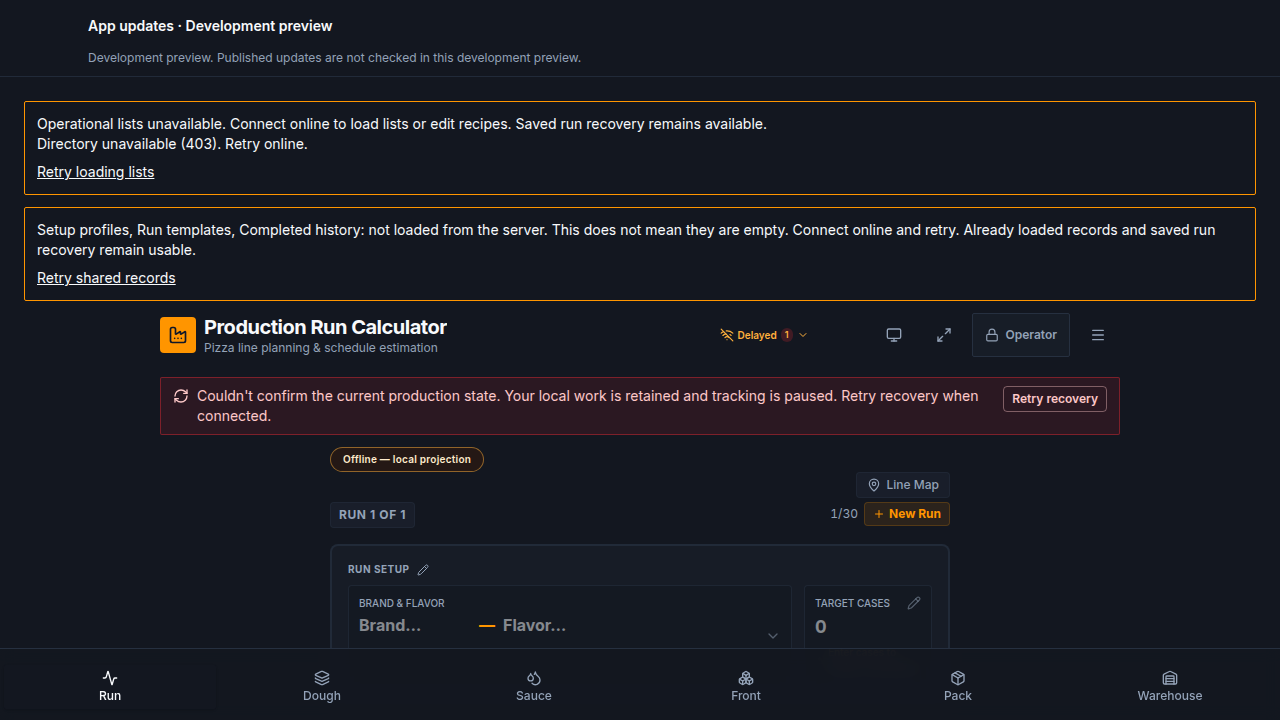 App updates · Development preview
Development preview. Published updates are not checked in this development preview.
Operational lists unavailable. Connect online to load lists or edit recipes. Saved run recovery remains available.
Directory unavailable (403). Retry online.
Retry loading lists
Setup profiles, Run templates, Completed history: not loaded from the server. This does not mean they are empty. Connect online and retry. Already loaded records and saved run
recovery remain usable.
Retry shared records
Production Run Calculator
Pizza line planning & schedule estimation
Delayed 1
Operator
Couldn't confirm the current production state. Your local work is retained and tracking is paused. Retry recovery when
connected.
Retry recovery
Offline — local projection
Line Map
RUN 1 OF 1
1/30
+ New Run
RUN SETUP
BRAND & FLAVOR
Brand... — Flavor...
TARGET CASES
0
Run
Dough
Sauce
Front
Pack
Warehouse